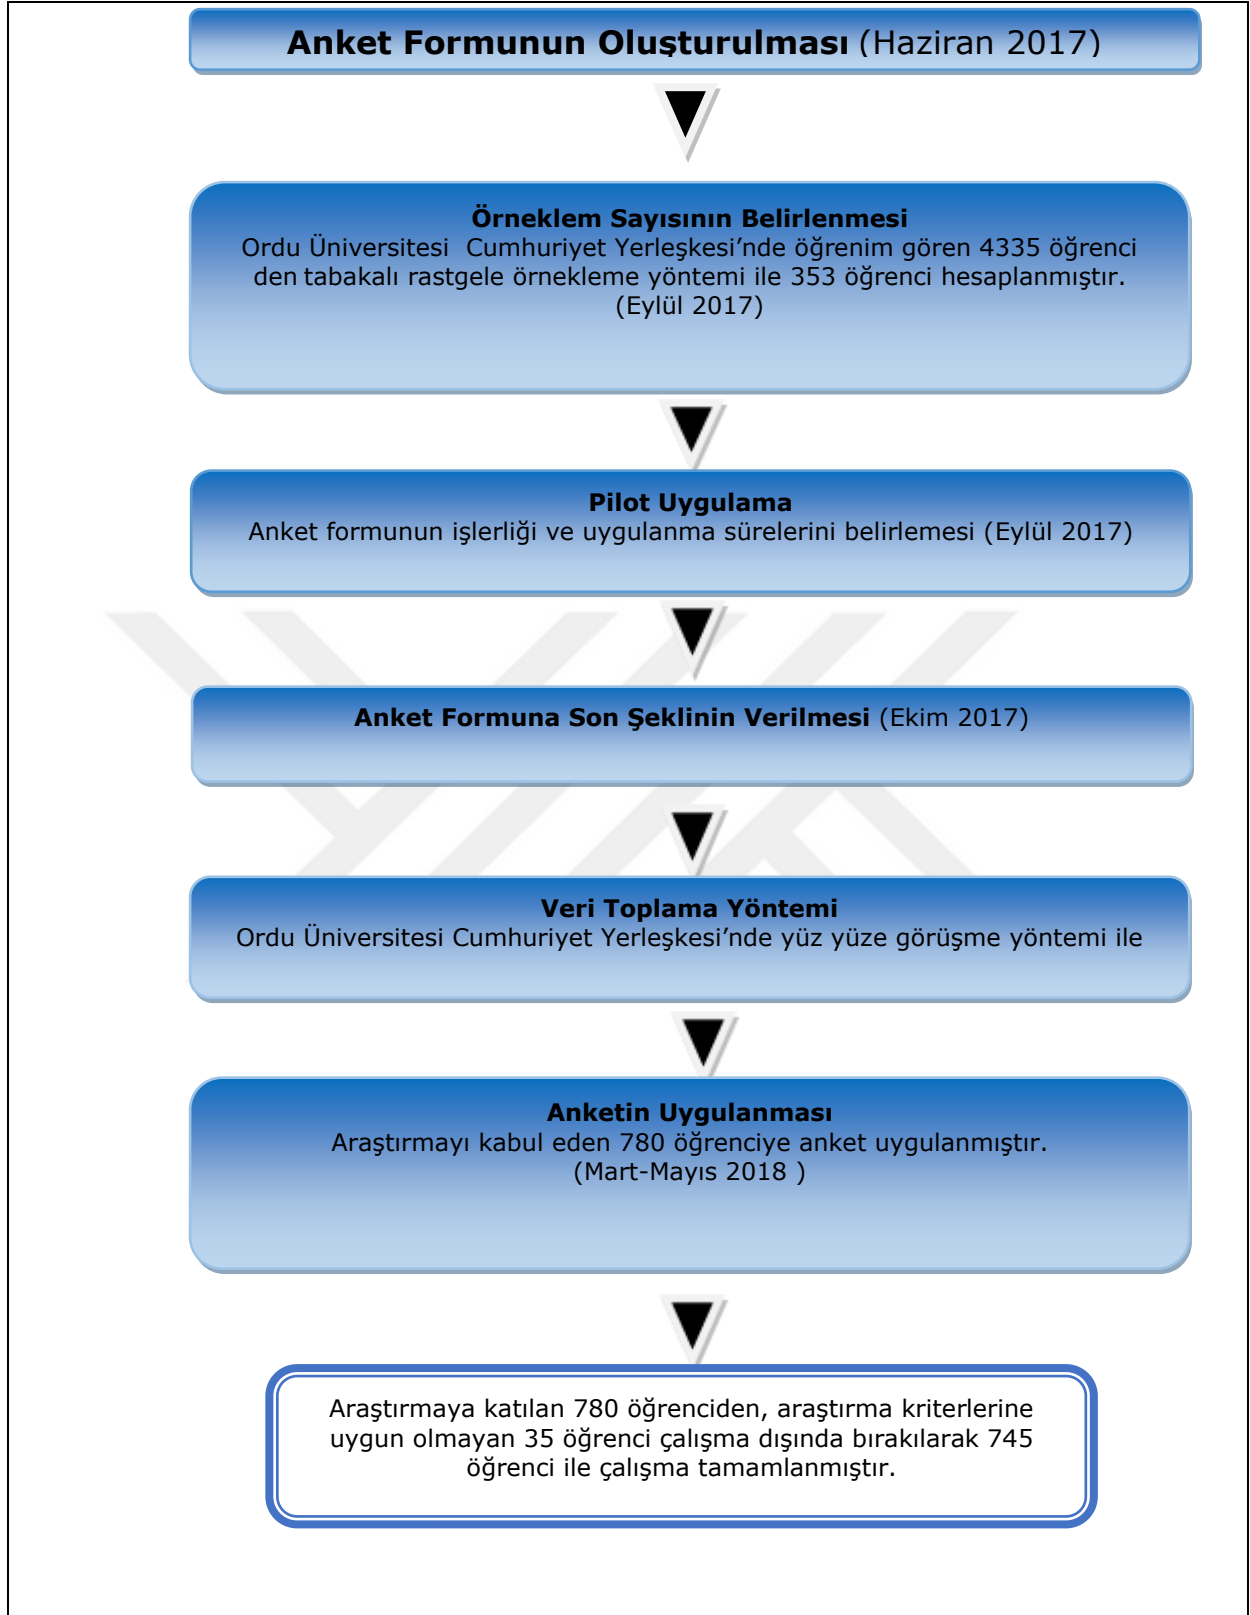 Anket Formunun Oluşturulması (Haziran 2017)
Örneklem Sayısının Belirlenmesi
Ordu Üniversitesi Cumhuriyet Yerleşkesi’nde öğrenim gören 4335 öğrenci
den tabakalı rastgele örnekleme yöntemi ile 353 öğrenci hesaplanmıştır.
(Eylül 2017)
Pilot Uygulama
Anket formunun işlerliği ve uygulanma sürelerini belirlemesi (Eylül 2017)
Anket Formuna Son Şeklinin Verilmesi (Ekim 2017)
Veri Toplama Yöntemi
Ordu Üniversitesi Cumhuriyet Yerleşkesi’nde yüz yüze görüşme yöntemi ile
Anketin Uygulanması
Araştırmayı kabul eden 780 öğrenciye anket uygulanmıştır.
(Mart-Mayıs 2018 )
Araştırmaya katılan 780 öğrenciden, araştırma kriterlerine
uygun olmayan 35 öğrenci çalışma dışında bırakılarak 745
öğrenci ile çalışma tamamlanmıştır.